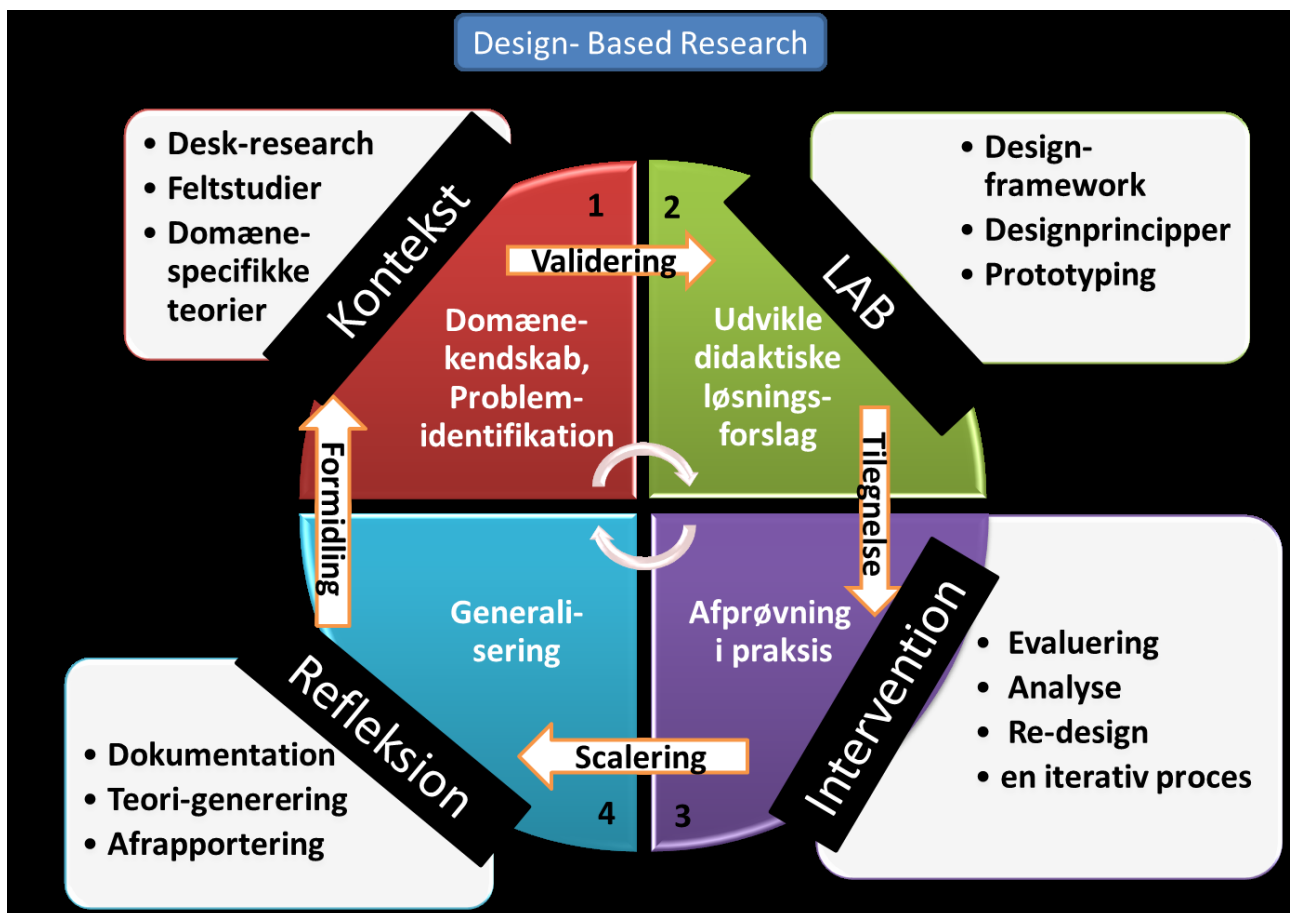 Design- Based Research
• Desk-research
• Feltstudier
• Domæne-
specifikke
teorier
Kontekst
1
Validering
Domæne-
kendskab,
Problem-
identifikation
2
LAB
Udvikle
didaktiske
løsnings-
forslag
• Design-
framework
• Designprincipper
• Prototyping
Tilegnelse
Afprøvning
i praksis
3
Intervention
• Evaluering
• Analyse
• Re-design
• en iterativ proces
Scalering
Generali-
sering
4
Refleksion
• Dokumentation
• Teori-generering
• Afrapportering
Formidling